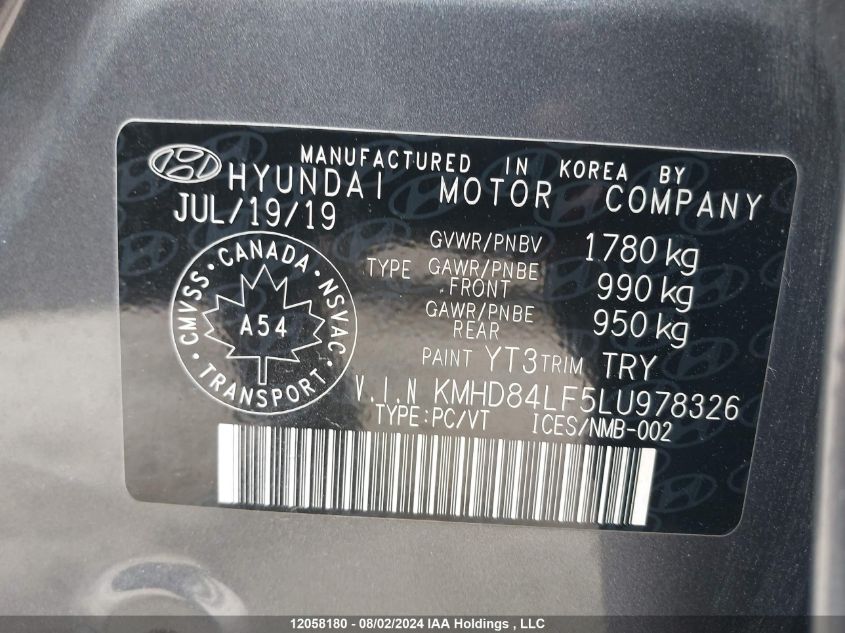 MANUFACTURED IN KOREA BY
HYUNDAI MOTOR COMPANY
JUL/19/19
GVWR/PNBV 1780 kg
TYPE GAWR/PNBE FRONT 990 kg
GAWR/PNBE REAR 950 kg
PAINT YT3 TRIM TRY
CMVSS · CANADA · NSVAC
A54
TRANSPORT
V.I.N KMHD84LF5LU978326
TYPE:PC/VT ICES/NMB-002
12058180 - 08/02/2024 IAA Holdings , LLC